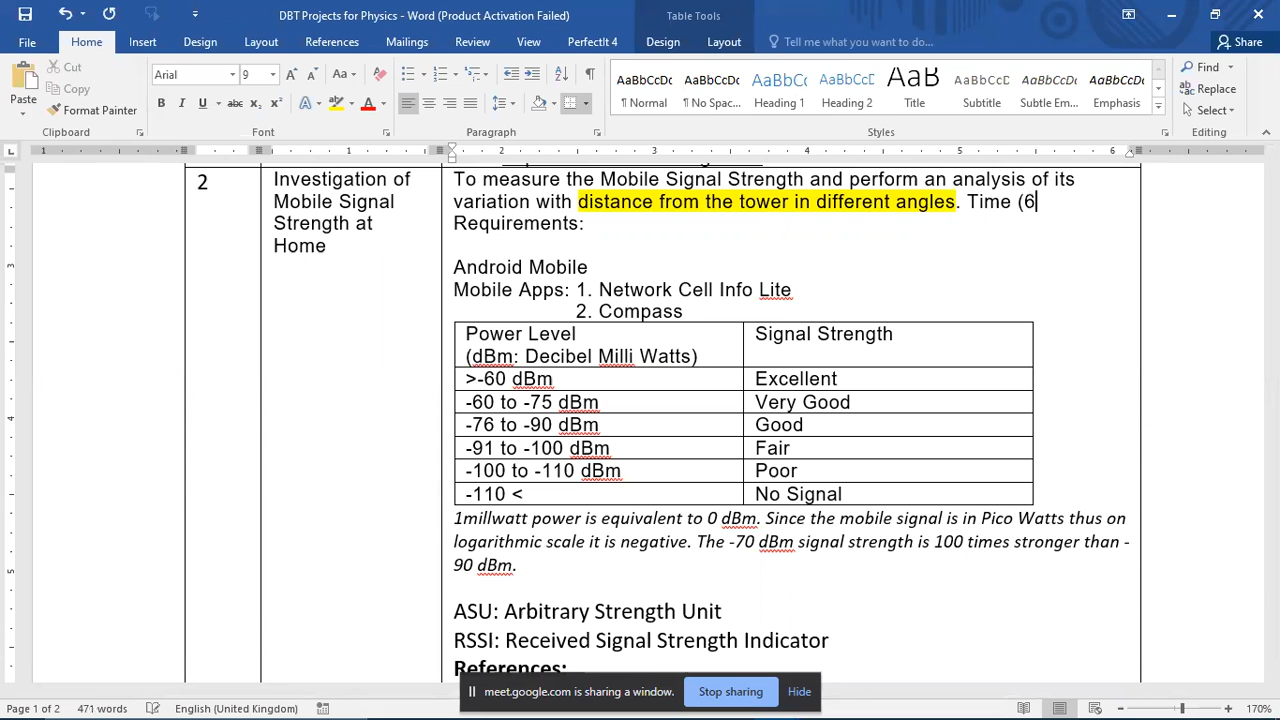 DBT Projects for Physics - Word (Product Activation Failed)
Table Tools
File
Home
Insert
Design
Layout
References
Mailings
Review
View
PerfectIt 4
Design
Layout
Tell me what you want to do...
Share
Paste
Cut
Copy
Format Painter
Clipboard
Arial
9
Font
Paragraph
AaBbCcDc
¶ Normal
AaBbCcDc
¶ No Spac...
AaBbCc
Heading 1
AaBbCcD
Heading 2
AaB
Title
AaBbCcD
Subtitle
AaBbCcDc
Subtle Em...
AaBbCcDc
Emphasis
Styles
Find
Replace
Select
Editing
2
Investigation of
Mobile Signal
Strength at
Home
To measure the Mobile Signal Strength and perform an analysis of its
variation with distance from the tower in different angles. Time (6
Requirements:
Android Mobile
Mobile Apps: 1. Network Cell Info Lite
2. Compass
Power Level
(dBm: Decibel Milli Watts)
Signal Strength
>-60 dBm
Excellent
-60 to -75 dBm
Very Good
-76 to -90 dBm
Good
-91 to -100 dBm
Fair
-100 to -110 dBm
Poor
-110 <
No Signal
1millwatt power is equivalent to 0 dBm. Since the mobile signal is in Pico Watts thus on
logarithmic scale it is negative. The -70 dBm signal strength is 100 times stronger than -
90 dBm.
ASU: Arbitrary Strength Unit
RSSI: Received Signal Strength Indicator
References:
meet.google.com is sharing a window.
Stop sharing
Hide
Page 1 of 2
471 words
English (United Kingdom)
170%